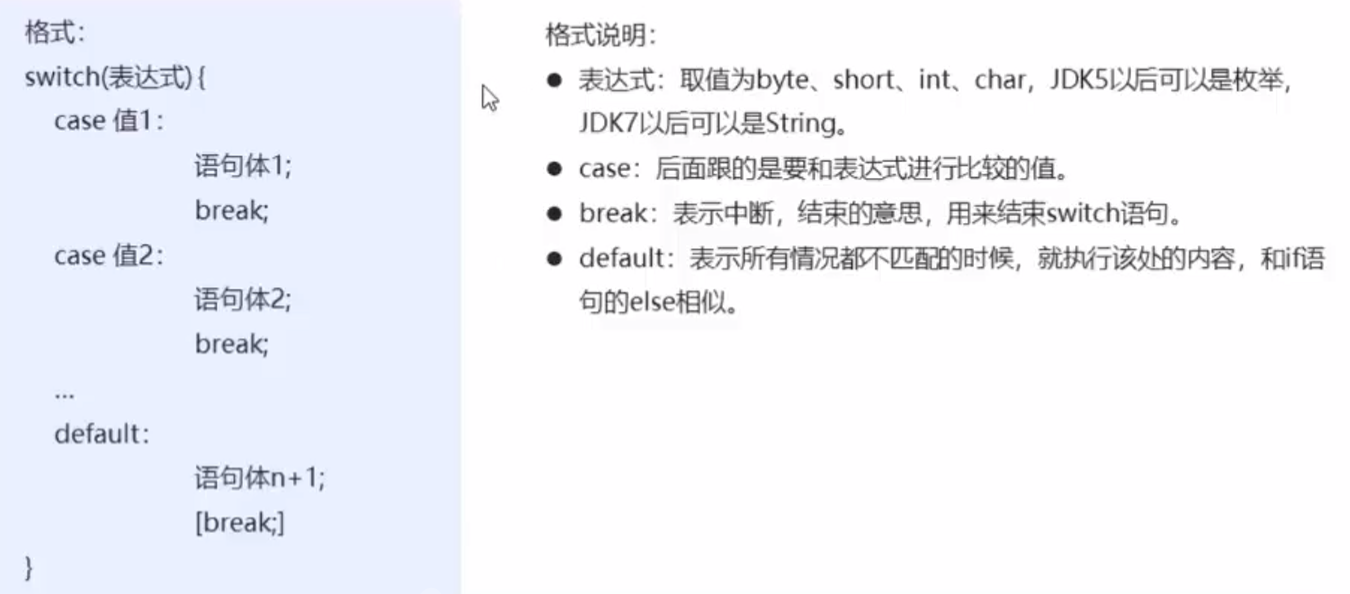 格式：
switch(表达式) {
case 值1：
语句体1;
break;
case 值2：
语句体2;
break;
...
default：
语句体n+1;
[break;]
}
格式说明：
● 表达式：取值为byte、short、int、char，JDK5以后可以是枚举，
JDK7以后可以是String。
● case：后面跟的是要和表达式进行比较的值。
● break：表示中断，结束的意思，用来结束switch语句。
● default：表示所有情况都不匹配的时候，就执行该处的内容，和if语
句的else相似。